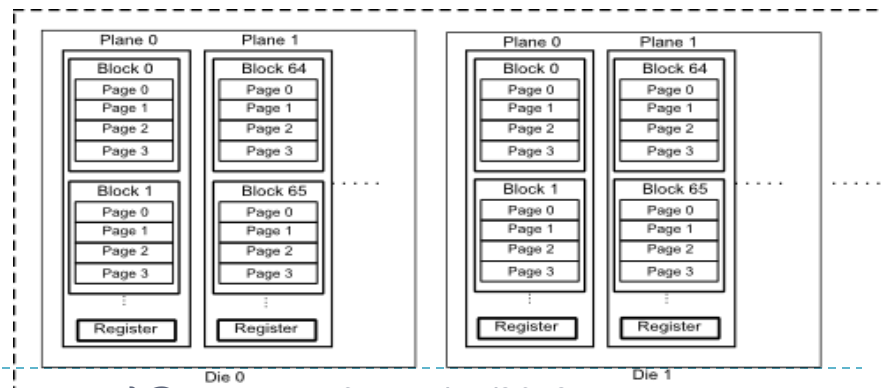 Plane 0
Plane 1
Block 0
Page 0
Page 1
Page 2
Page 3
Block 1
Page 0
Page 1
Page 2
Page 3
Register
Block 64
Page 0
Page 1
Page 2
Page 3
Block 65
Page 0
Page 1
Page 2
Page 3
Register
Die 0
Plane 0
Plane 1
Block 0
Page 0
Page 1
Page 2
Page 3
Block 1
Page 0
Page 1
Page 2
Page 3
Register
Block 64
Page 0
Page 1
Page 2
Page 3
Block 65
Page 0
Page 1
Page 2
Page 3
Register
Die 1